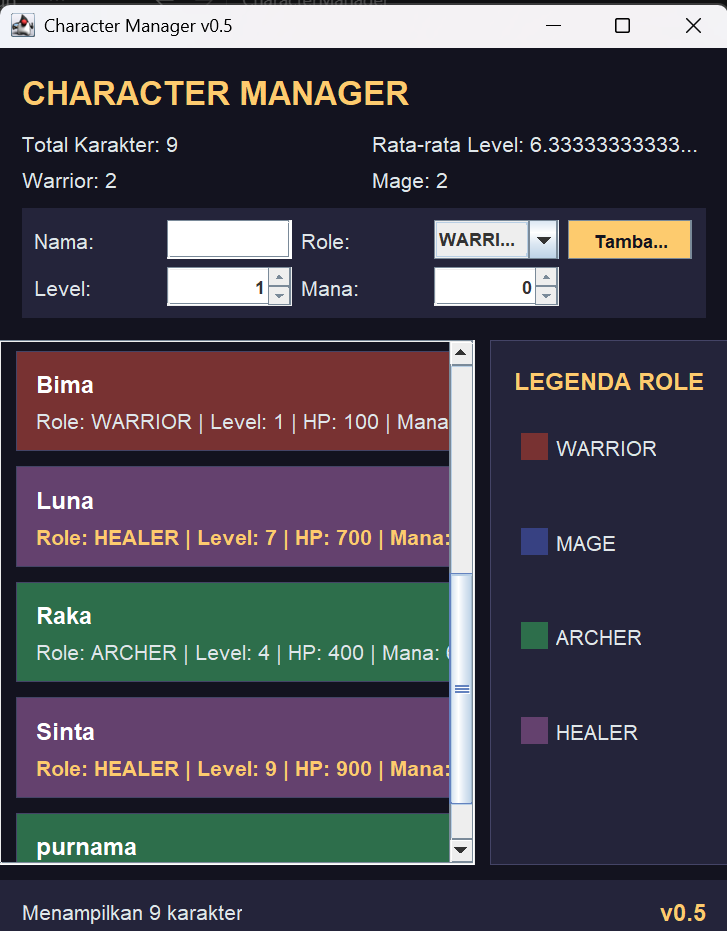 Character Manager v0.5
CHARACTER MANAGER
Total Karakter: 9
Rata-rata Level: 6.33333333333...
Warrior: 2
Mage: 2
Nama:
Role:
WARRI...
Tamba...
Level:
1
Mana:
0
Bima
Role: WARRIOR | Level: 1 | HP: 100 | Mana
Luna
Role: HEALER | Level: 7 | HP: 700 | Mana:
Raka
Role: ARCHER | Level: 4 | HP: 400 | Mana:
Sinta
Role: HEALER | Level: 9 | HP: 900 | Mana:
purnama
LEGENDA ROLE
WARRIOR
MAGE
ARCHER
HEALER
Menampilkan 9 karakter
v0.5